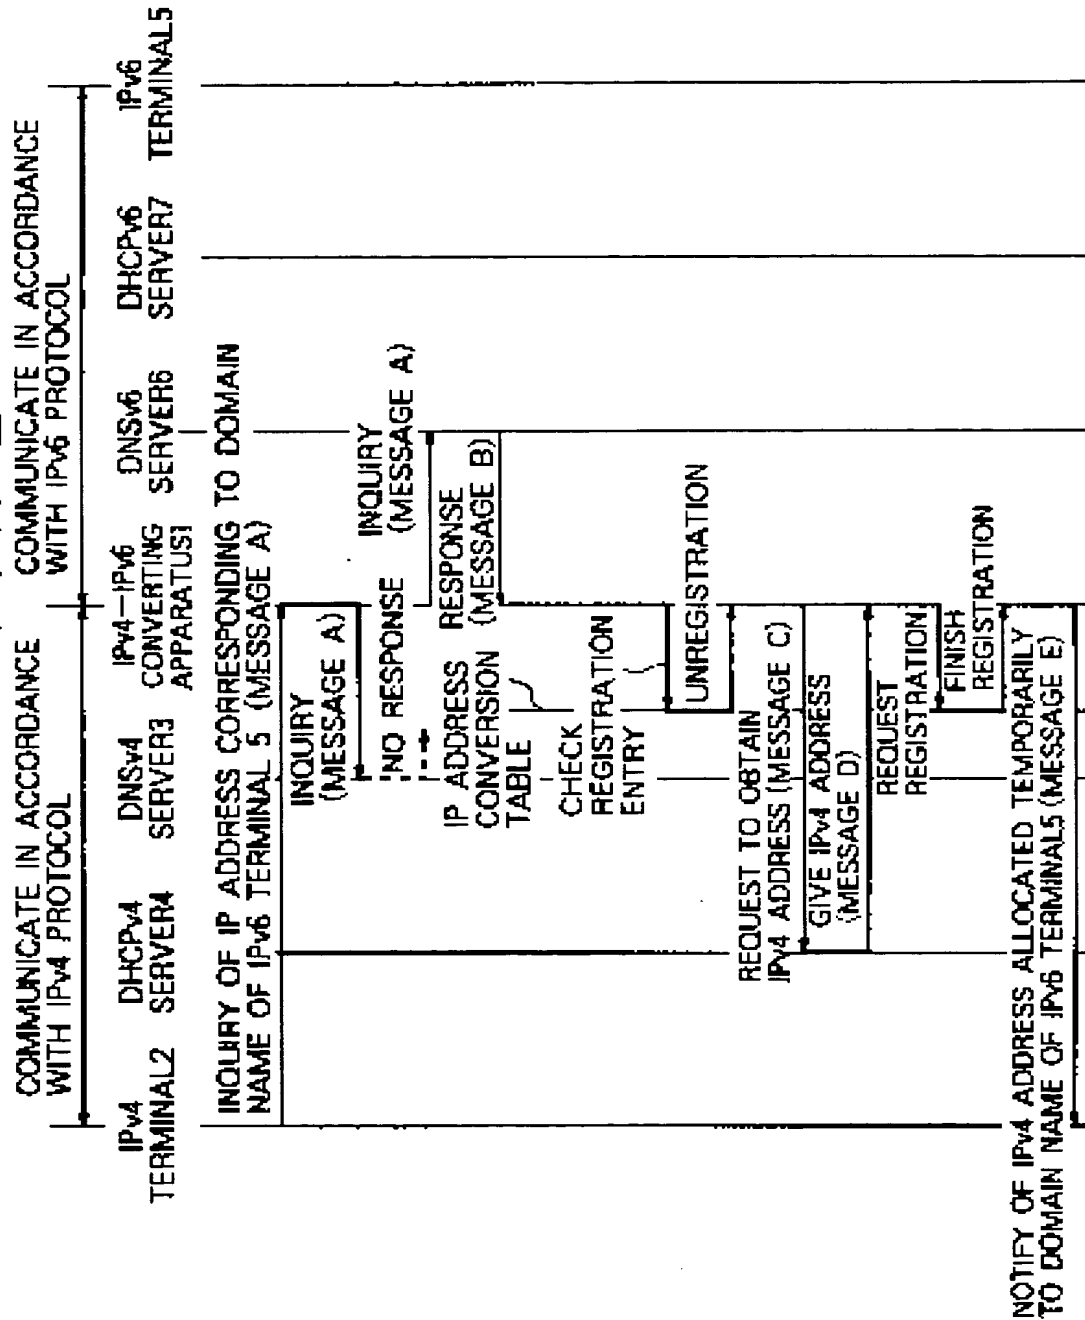 COMMUNICATE IN ACCORDANCE
WITH IPv4 PROTOCOL
COMMUNICATE IN ACCORDANCE
WITH IPv6 PROTOCOL
IPv4
TERMINAL2
DHCPv4
SERVER4
DNSv4
SERVER3
IPv4-IPv6
CONVERTING
APPARATUS1
DNSv6
SERVER6
DHCPv6
SERVER7
IPv6
TERMINAL5
INQUIRY OF IP ADDRESS CORRESPONDING TO DOMAIN
NAME OF IPv6 TERMINAL 5 (MESSAGE A)
INQUIRY
(MESSAGE A)
NO RESPONSE
INQUIRY
(MESSAGE A)
RESPONSE
(MESSAGE B)
IP ADDRESS
CONVERSION
TABLE
CHECK
REGISTRATION
ENTRY
UNREGISTRATION
REQUEST TO OBTAIN
IPv4 ADDRESS (MESSAGE C)
GIVE IPv4 ADDRESS
(MESSAGE D)
REQUEST
REGISTRATION
FINISH
REGISTRATION
NOTIFY OF IPv4 ADDRESS ALLOCATED TEMPORARILY
TO DOMAIN NAME OF IPv6 TERMINAL5 (MESSAGE E)